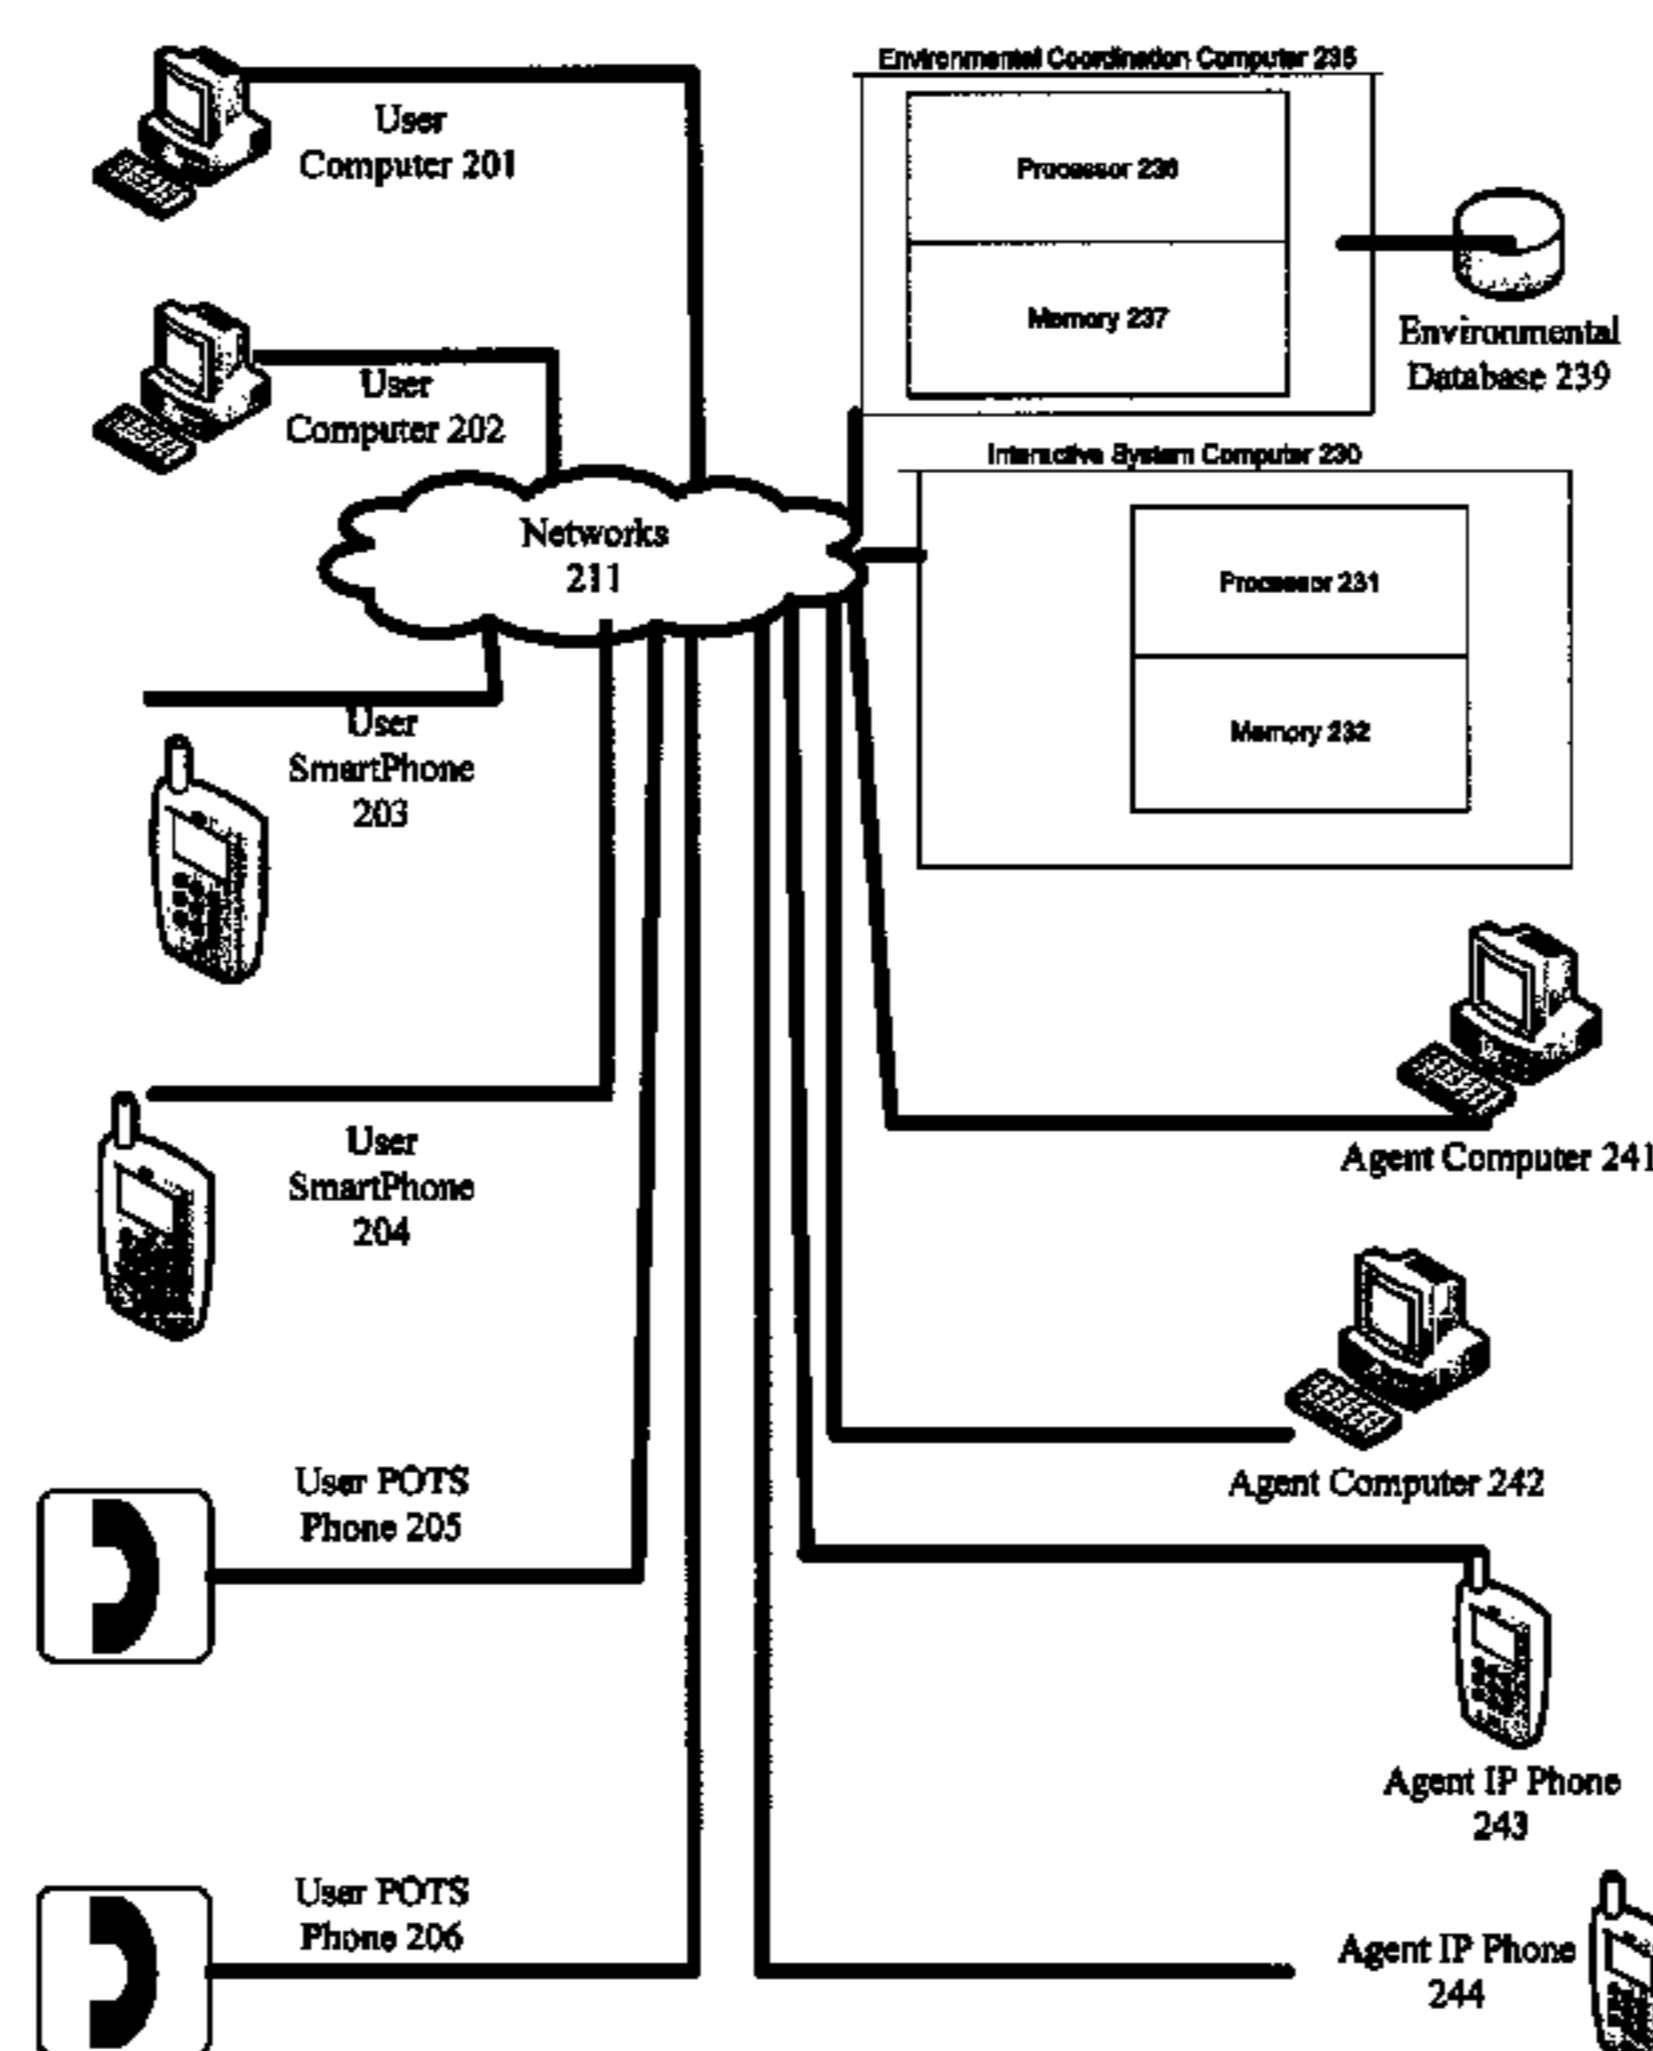 Environmental Coordination Computer 235
User
Computer 201
Processor 236
Memory 237
Environmental
Database 239
User
Computer 202
Interactive System Computer 230
Networks
211
Processor 231
Memory 232
User
SmartPhone
203
User
SmartPhone
204
Agent Computer 241
User POTS
Phone 205
Agent Computer 242
Agent IP Phone
243
User POTS
Phone 206
Agent IP Phone
244